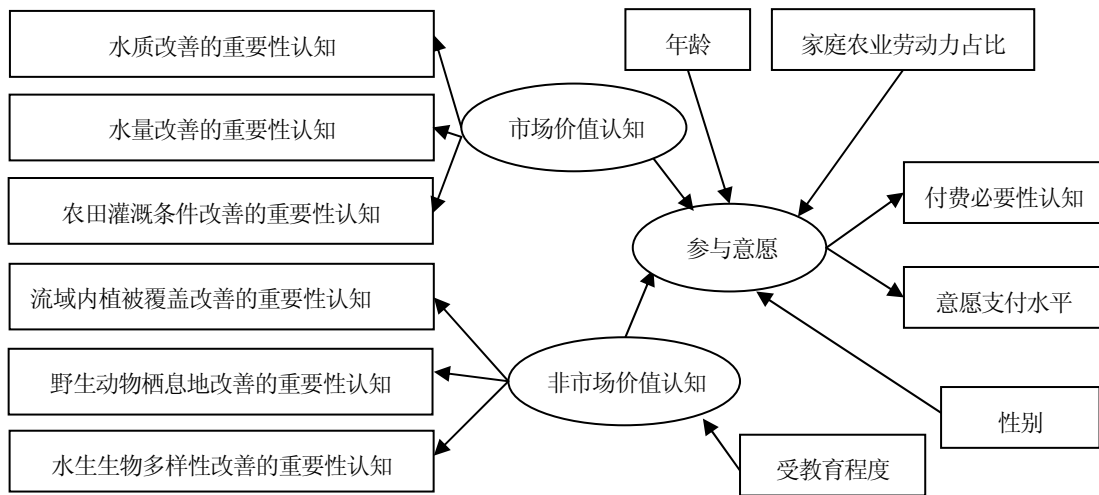 水质改善的重要性认知
年龄
家庭农业劳动力占比
水量改善的重要性认知
市场价值认知
农田灌溉条件改善的重要性认知
付费必要性认知
参与意愿
流域内植被覆盖改善的重要性认知
意愿支付水平
野生动物栖息地改善的重要性认知
非市场价值认知
性别
水生生物多样性改善的重要性认知
受教育程度